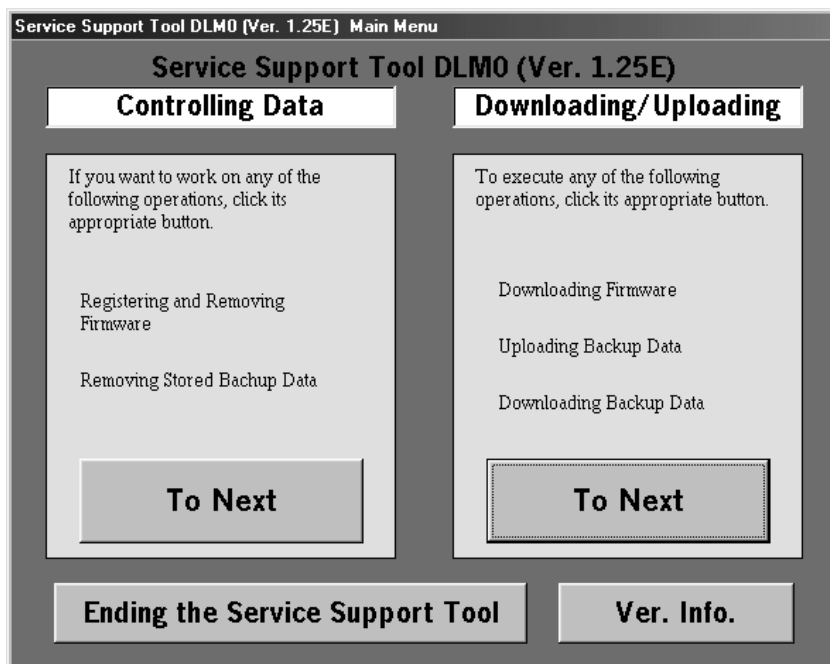 Service Support Tool DLM0 (Ver. 1.25E) Main Menu
Service Support Tool DLM0 (Ver. 1.25E)
Controlling Data
If you want to work on any of the
following operations, click its
appropriate button.
Registering and Removing
Firmware
Removing Stored Bachup Data
To Next
Downloading/Uploading
To execute any of the following
operations, click its appropriate button.
Downloading Firmware
Uploading Backup Data
Downloading Backup Data
To Next
Ending the Service Support Tool
Ver. Info.